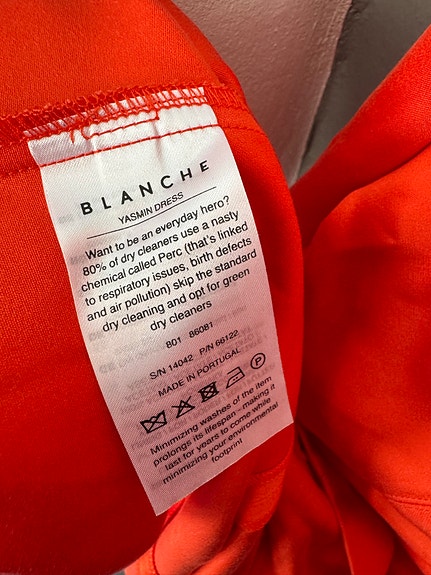 BLANCHE
YASMIN DRESS
Want to be an everyday hero?
80% of dry cleaners use a nasty
chemical called Perc (that's linked
to respiratory issues, birth defects
and air pollution) skip the standard
dry cleaning and opt for green
dry cleaners
B01 B6081
S/N 14042 P/N 66122
MADE IN PORTUGAL
P
Minimizing washes of the item
prolongs its lifespan - making it
last for years to come while
minimizing your environmental
footprint